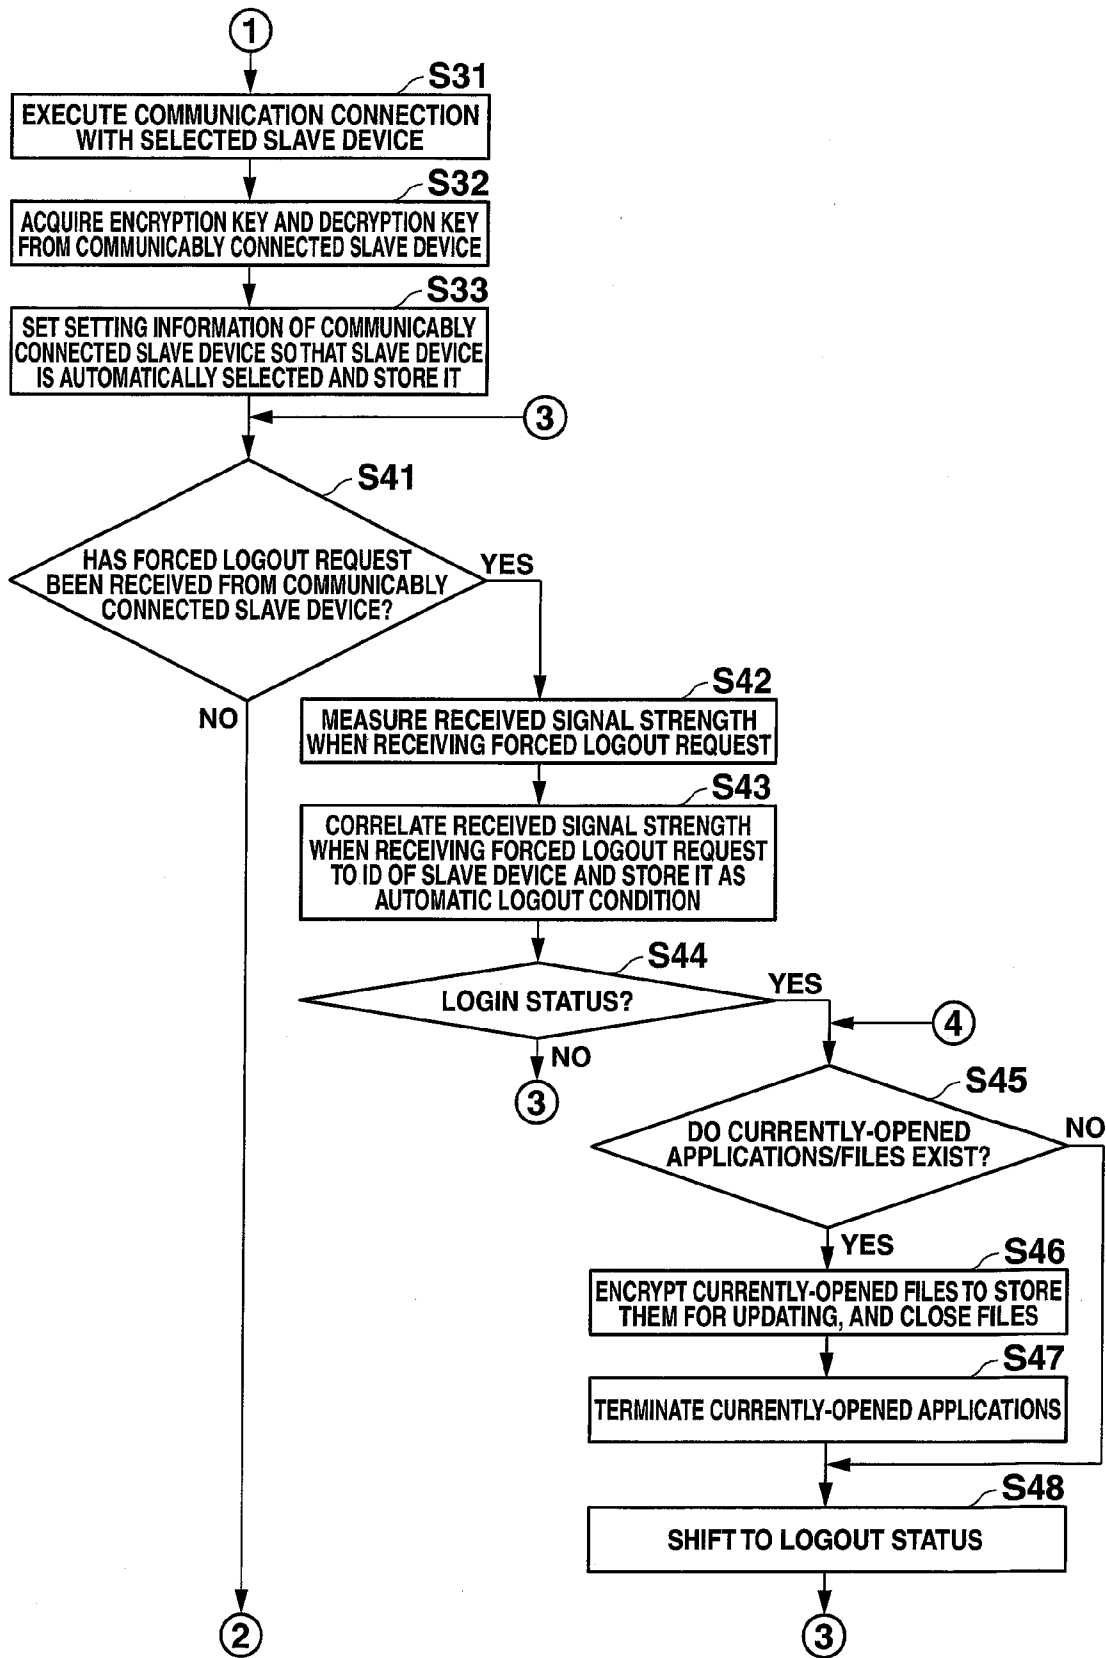 1
S31
EXECUTE COMMUNICATION CONNECTION
WITH SELECTED SLAVE DEVICE
S32
ACQUIRE ENCRYPTION KEY AND DECRYPTION KEY
FROM COMMUNICABLY CONNECTED SLAVE DEVICE
S33
SET SETTING INFORMATION OF COMMUNICABLY
CONNECTED SLAVE DEVICE SO THAT SLAVE DEVICE
IS AUTOMATICALLY SELECTED AND STORE IT
3
S41
HAS FORCED LOGOUT REQUEST
BEEN RECEIVED FROM COMMUNICABLY
CONNECTED SLAVE DEVICE?
YES
NO
S42
MEASURE RECEIVED SIGNAL STRENGTH
WHEN RECEIVING FORCED LOGOUT REQUEST
S43
CORRELATE RECEIVED SIGNAL STRENGTH
WHEN RECEIVING FORCED LOGOUT REQUEST
TO ID OF SLAVE DEVICE AND STORE IT AS
AUTOMATIC LOGOUT CONDITION
S44
LOGIN STATUS?
YES
NO
3
4
S45
DO CURRENTLY-OPENED
APPLICATIONS/FILES EXIST?
NO
YES
S46
ENCRYPT CURRENTLY-OPENED FILES TO STORE
THEM FOR UPDATING, AND CLOSE FILES
S47
TERMINATE CURRENTLY-OPENED APPLICATIONS
S48
SHIFT TO LOGOUT STATUS
2
3